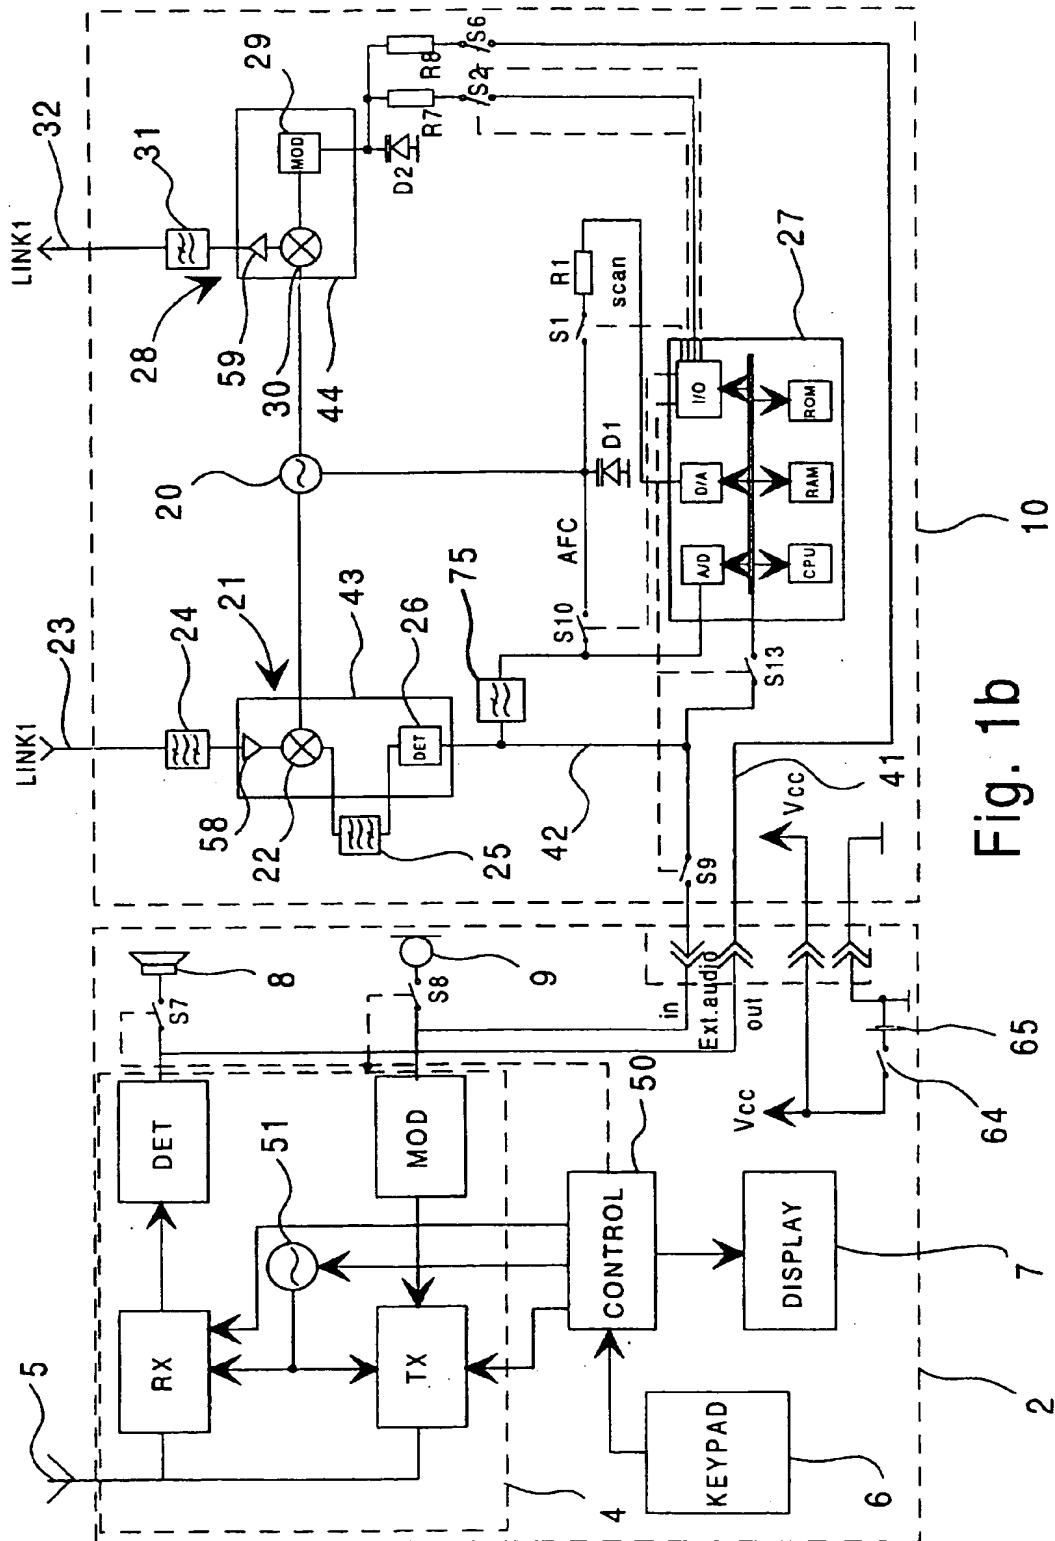 LINK1
23
24
21
58
22
43
25
26
DET
75
42
20
LINK1
32
31
28
59
30
44
29
MOD
D2
R7
R8
S2
S6
AFC
S10
S1
R1
scan
D1
27
A/D
D/A
I/O
CPU
RAM
ROM
S13
S9
41
Vcc
10
5
RX
DET
S7
8
51
TX
MOD
S8
9
4
in
Ext.audio
out
CONTROL
50
KEYPAD
6
DISPLAY
7
Vcc
64
65
2
Fig. 1b